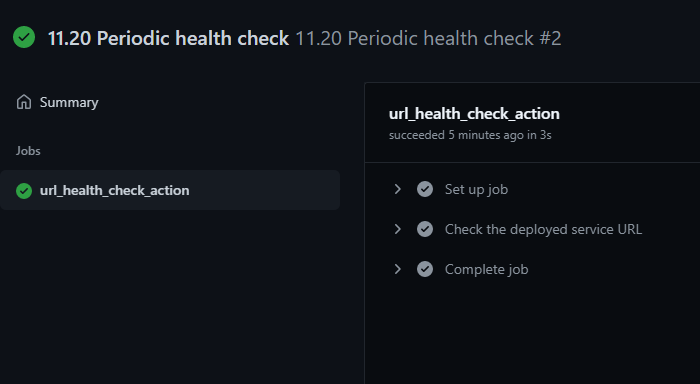 11.20 Periodic health check 11.20 Periodic health check #2
Summary
Jobs
url_health_check_action
url_health_check_action
succeeded 5 minutes ago in 3s
Set up job
Check the deployed service URL
Complete job